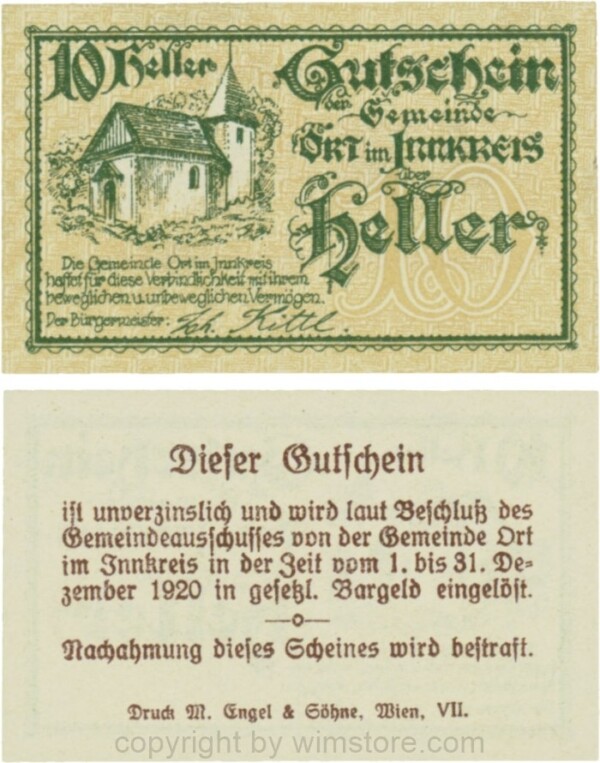 10 Heller
Gutschein
der
Gemeinde
Ort im Innkreis
über
10
Heller
Die Gemeinde Ort im Innkreis
haftet für diese Verbindlichkeit mit ihrem
beweglichen u. unbeweglichen Vermögen.
Der Bürgermeister: Jh. Kittl.
Dieser Gutschein
ist unverzinslich und wird laut Beschluß des
Gemeindeausschusses von der Gemeinde Ort
im Innkreis in der Zeit vom 1. bis 31. De-
zember 1920 in gesetzl. Bargeld eingelöst.
Nachahmung dieses Scheines wird bestraft.
Druck M. Engel & Söhne, Wien, VII.
copyright by wimstore.com